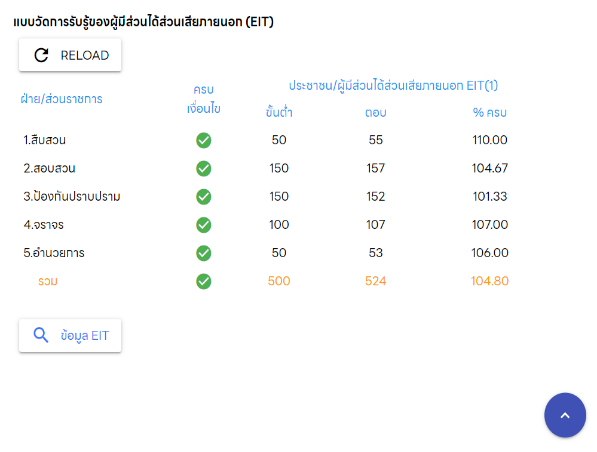 แบบวัดการรับรู้ของผู้มีส่วนได้ส่วนเสียภายนอก (EIT)
RELOAD
ฝ่าย/ส่วนราชการ ครบเงื่อนไข ประชาชน/ผู้มีส่วนได้ส่วนเสียภายนอก EIT(1)
ขั้นต่ำ ตอบ % ครบ
1.สืบสวน 50 55 110.00
2.สอบสวน 150 157 104.67
3.ป้องกันปราบปราม 150 152 101.33
4.จราจร 100 107 107.00
5.อำนวยการ 50 53 106.00
รวม 500 524 104.80
ข้อมูล EIT